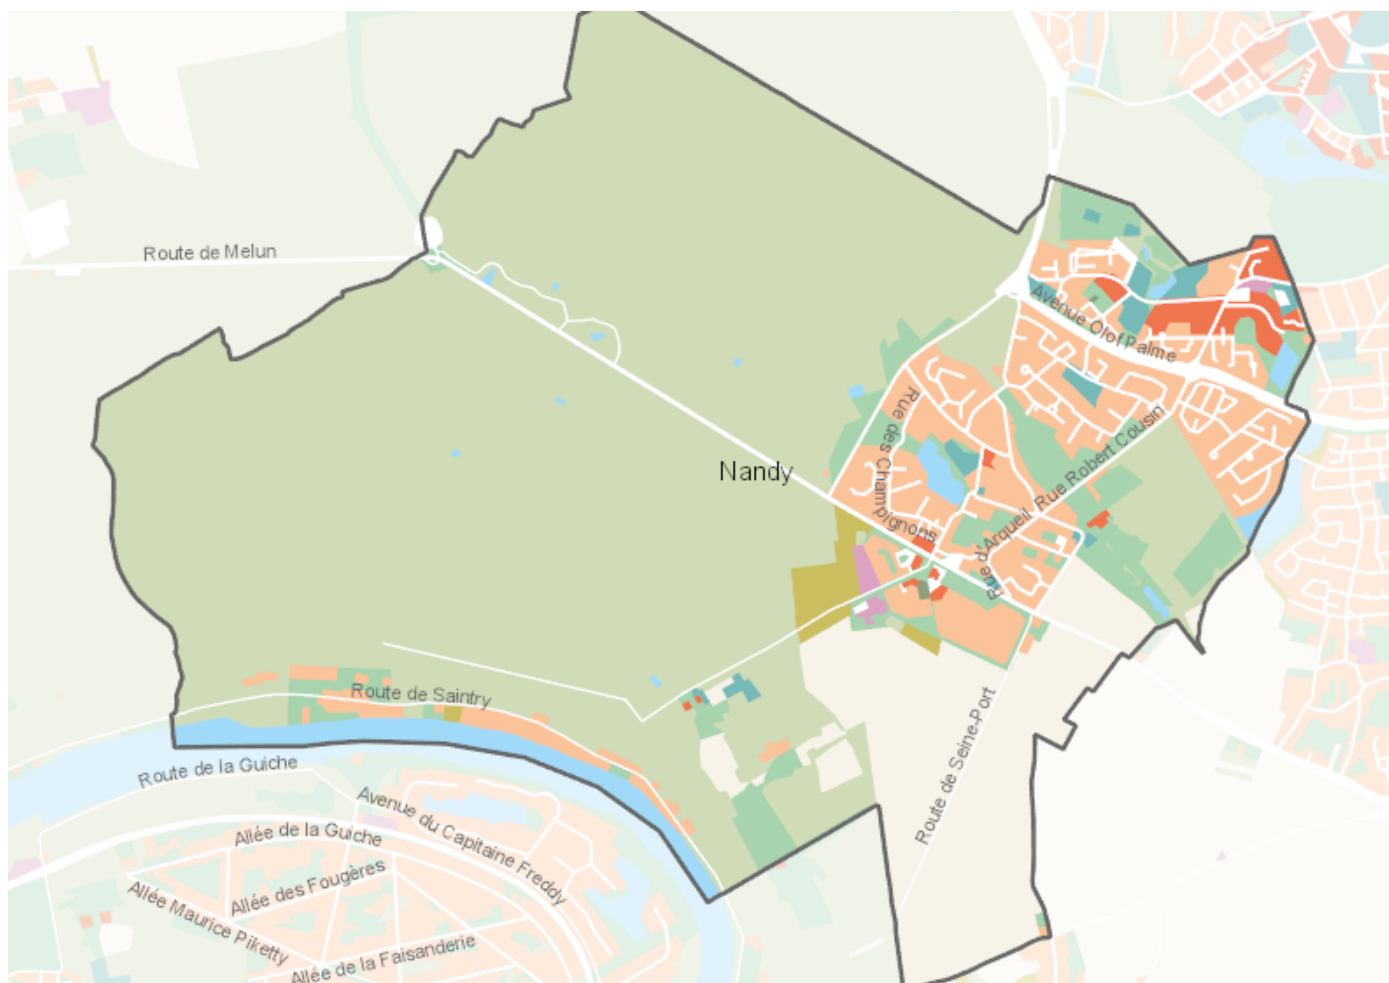 Route de Melun
Avenue Olof Palme
Rue des Champignons
Rue Robert Cousin
Nandy
Rue d'Arqueil
Route de Saintry
Route de Seine-Port
Route de la Guiche
Avenue du Capitaine Freddy
Allée de la Guiche
Allée des Fougères
Allée Maurice Piketty
Allée de la Faisanderie